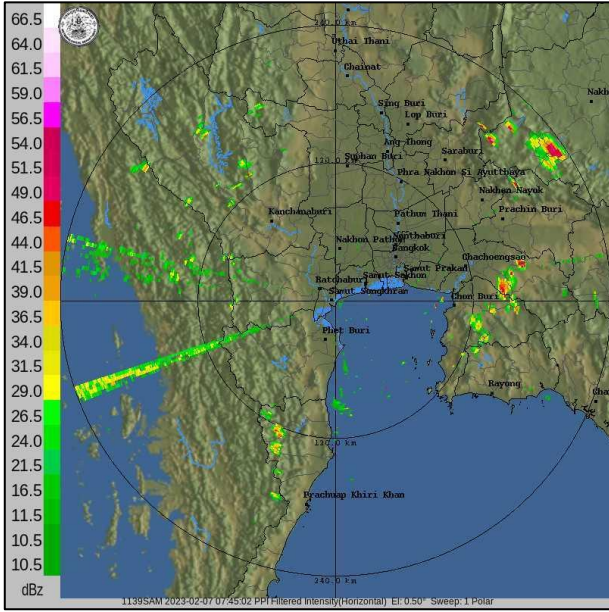 66.5
64.0
61.5
59.0
56.5
54.0
51.5
49.0
46.5
44.0
41.5
39.0
36.5
34.0
31.5
29.0
26.5
24.0
21.5
16.5
11.5
10.5
10.5
dBz
240.0 km
Uthai Thani
Chainat
Nakh
Sing Buri
Lop Buri
Ang Thong
Saraburi
120.0 km
Suphan Buri
Phra Nakhon Si Ayutthaya
Nakhon Nayok
Kanchanaburi
Pathum Thani
Prachin Buri
Nonthaburi
Nakhon Pathom
Bangkok
Chachoengsao
Samut Prakan
Ratchaburi
Samut Sakhon
Samut Songkhram
Chon Buri
Phet Buri
Rayong
Cha
120.0 km
Prachuap Khiri Khan
240.0 km
1139SAM 2023-02-07 07:45:02 PPI Filtered Intensity(Horizontal) El: 0.50° Sweep: 1 Polar